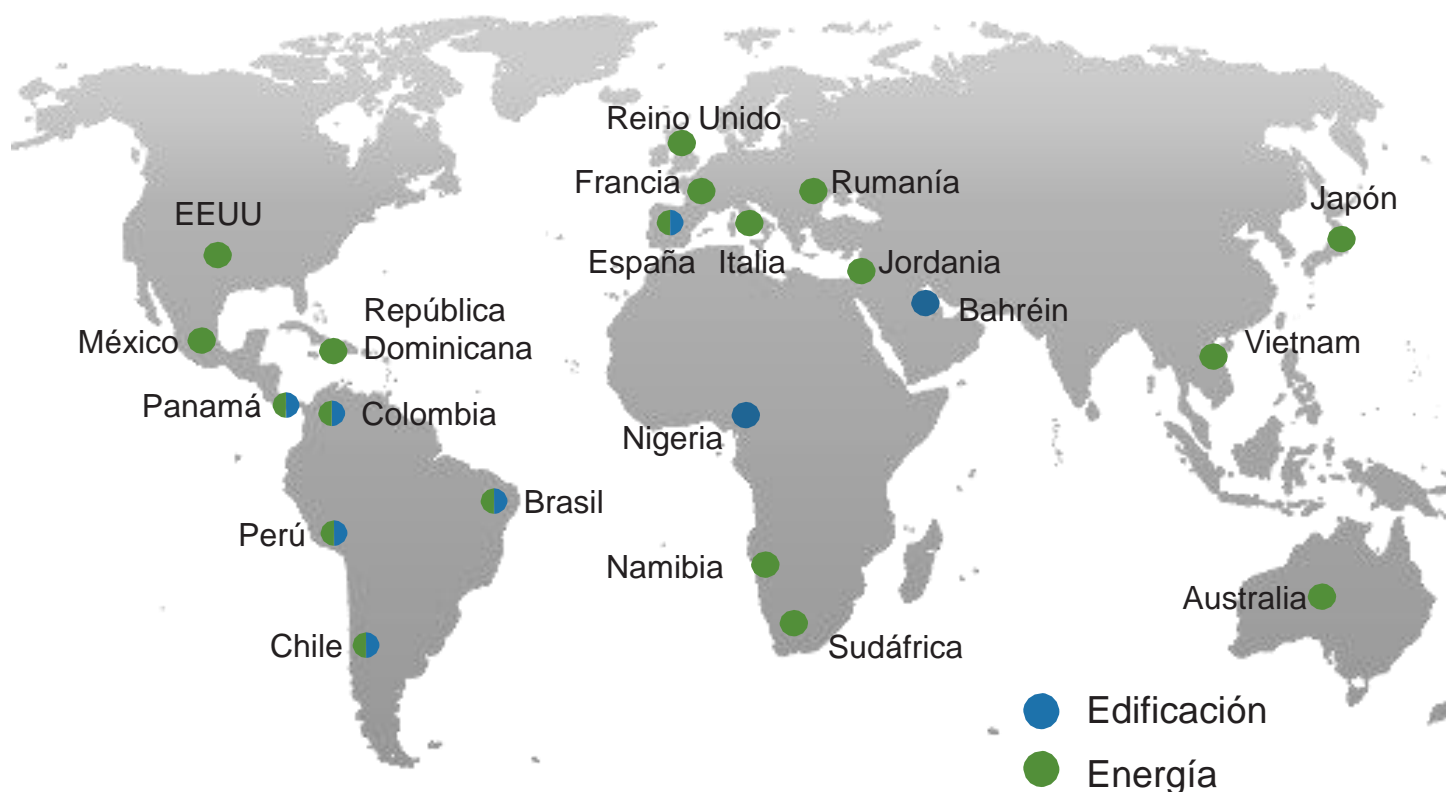 Reino Unido
Francia
Rumanía
Japón
EEUU
España
Italia
Jordania
República
Dominicana
Bahréin
México
Vietnam
Panamá
Colombia
Nigeria
Brasil
Perú
Namibia
Australia
Chile
Sudáfrica
Edificación
Energía